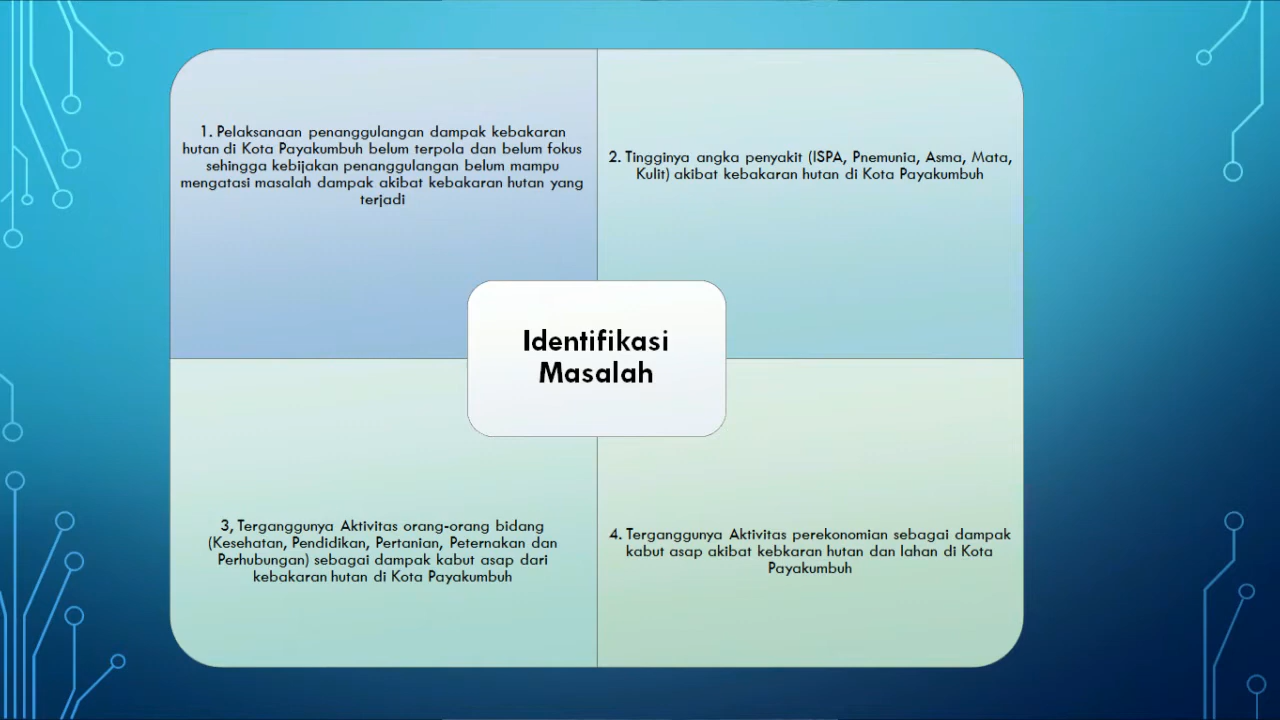 1. Pelaksanaan penanggulangan dampak kebakaran
hutan di Kota Payakumbuh belum terpola dan belum fokus
sehingga kebijakan penanggulangan belum mampu
mengatasi masalah dampak akibat kebakaran hutan yang
terjadi
2. Tingginya angka penyakit (ISPA, Pnemunia, Asma, Mata,
Kulit) akibat kebakaran hutan di Kota Payakumbuh
Identifikasi
Masalah
3, Terganggunya Aktivitas orang-orang bidang
(Kesehatan, Pendidikan, Pertanian, Peternakan dan
Perhubungan) sebagai dampak kabut asap dari
kebakaran hutan di Kota Payakumbuh
4. Terganggunya Aktivitas perekonomian sebagai dampak
kabut asap akibat kebkaran hutan dan lahan di Kota
Payakumbuh